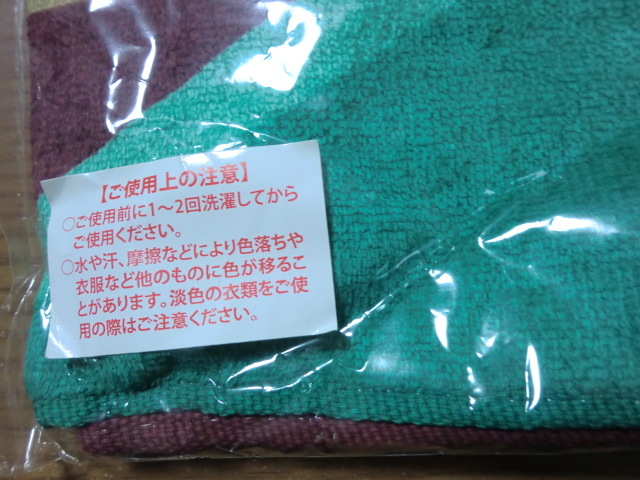 【ご使用上の注意】
○ご使用前に1～2回洗濯してから
ご使用ください。
○水や汗、摩擦などにより色落ちや
衣服など他のものに色が移るこ
とがあります。淡色の衣類をご使
用の際はご注意ください。